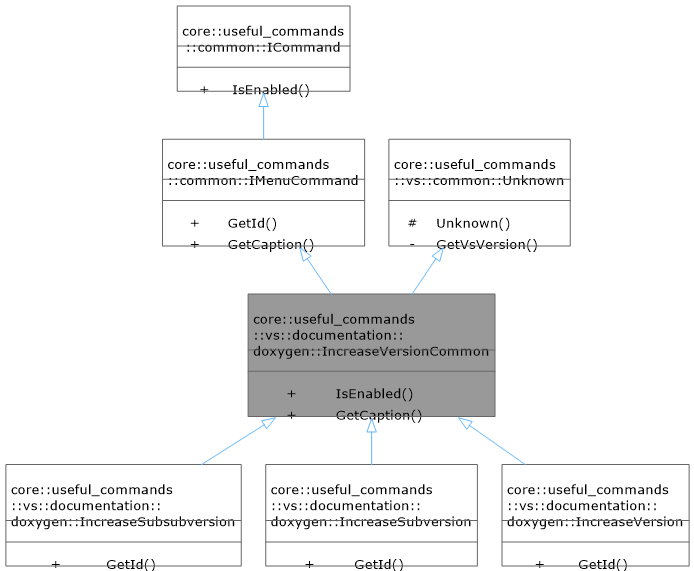 core::useful_commands
::common::ICommand
+ IsEnabled()
core::useful_commands
::common::IMenuCommand
+ GetId()
+ GetCaption()
core::useful_commands
::vs::common::Unknown
# Unknown()
- GetVsVersion()
core::useful_commands
::vs::documentation::
doxygen::IncreaseVersionCommon
+ IsEnabled()
+ GetCaption()
core::useful_commands
::vs::documentation::
doxygen::IncreaseSubsubversion
+ GetId()
core::useful_commands
::vs::documentation::
doxygen::IncreaseSubversion
+ GetId()
core::useful_commands
::vs::documentation::
doxygen::IncreaseVersion
+ GetId()